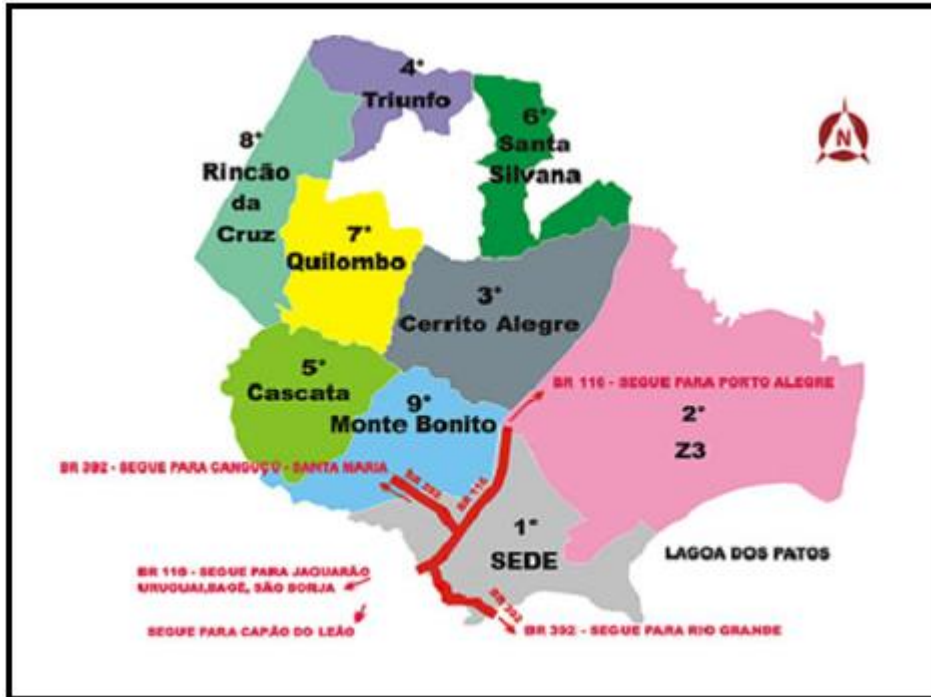 4°
Triunfo
6°
Santa
Silvana
N
8°
Rincão
da
Cruz
7°
Quilombo
3°
Cerrito Alegre
5°
Cascata
BR 116 - SEGUE PARA PORTO ALEGRE
9°
Monte Bonito
2°
Z3
BR 392 - SEGUE PARA CANGUÇU - SANTA MARIA
BR 392
BR 116
1°
SEDE
LAGOA DOS PATOS
BR 116 - SEGUE PARA JAGUARÃO
URUGUAI,BAGÉ, SÃO BORJA
BR 392
SEGUE PARA CAPÃO DO LEÃO
BR 392 - SEGUE PARA RIO GRANDE